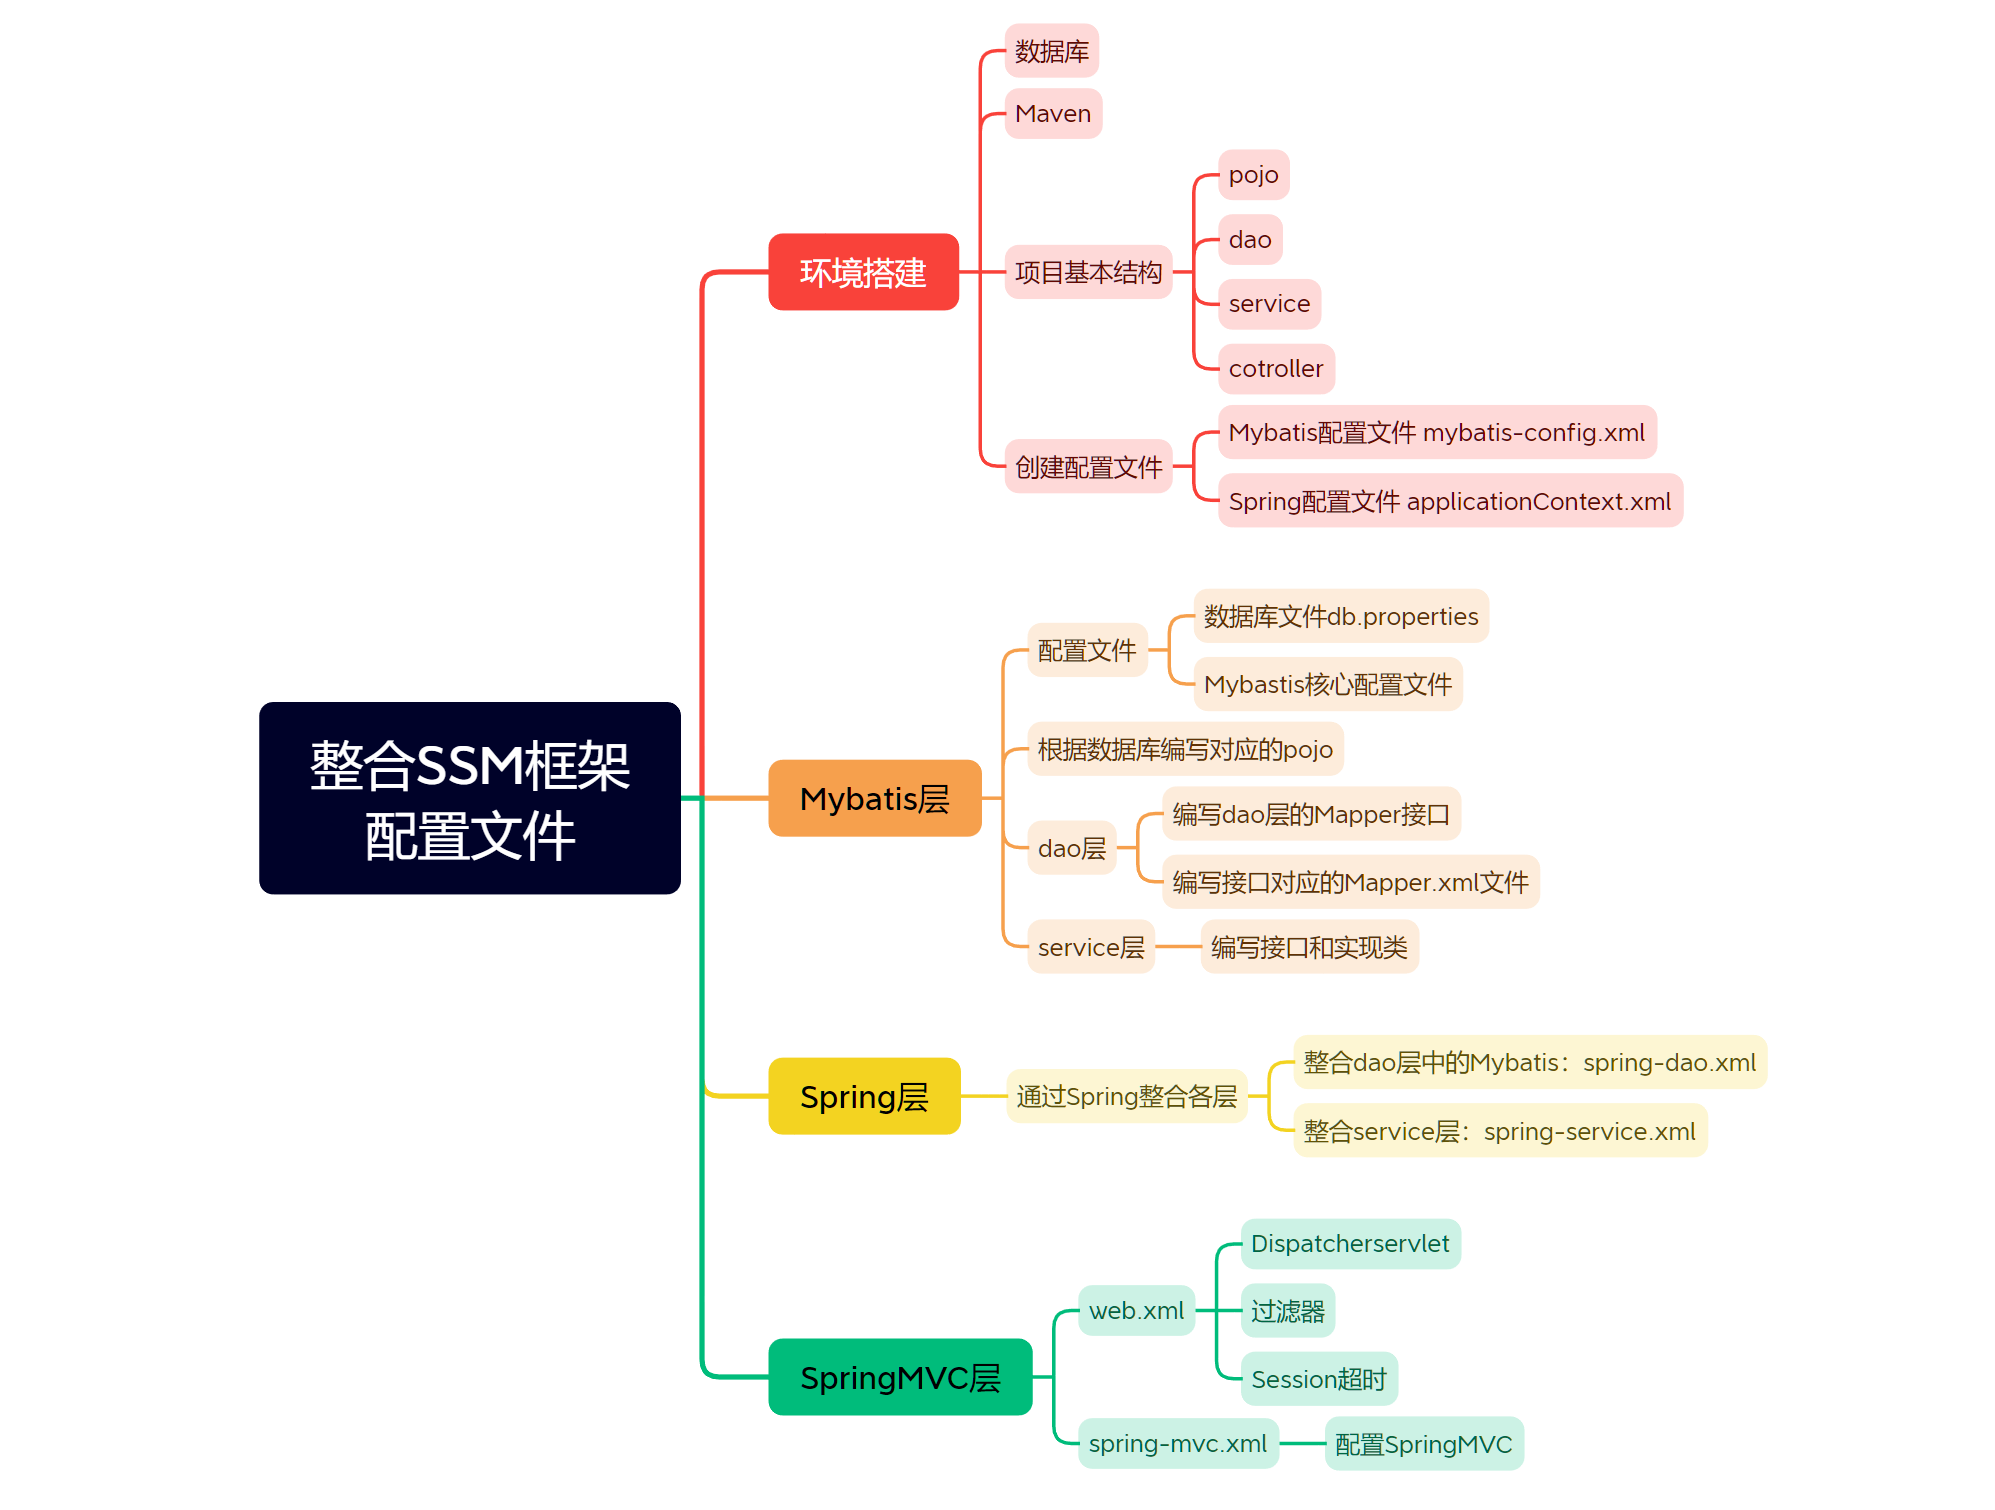 整合SSM框架
配置文件
环境搭建
数据库
Maven
项目基本结构
pojo
dao
service
cotroller
创建配置文件
Mybatis配置文件 mybatis-config.xml
Spring配置文件 applicationContext.xml
Mybatis层
配置文件
数据库文件db.properties
Mybastis核心配置文件
根据数据库编写对应的pojo
dao层
编写dao层的Mapper接口
编写接口对应的Mapper.xml文件
service层
编写接口和实现类
Spring层
通过Spring整合各层
整合dao层中的Mybatis：spring-dao.xml
整合service层：spring-service.xml
SpringMVC层
web.xml
Dispatcherservlet
过滤器
Session超时
spring-mvc.xml
配置SpringMVC